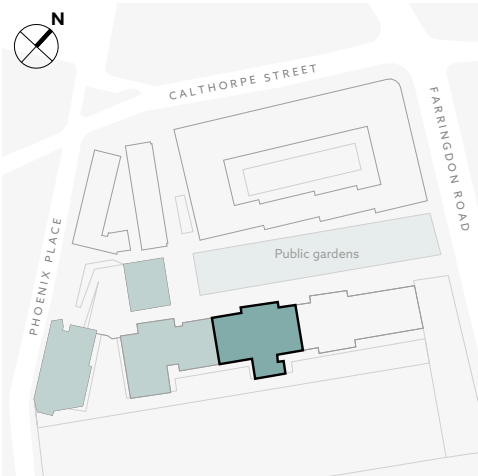 N
CALTHORPE STREET
FARRINGDON ROAD
PHOENIX PLACE
Public gardens